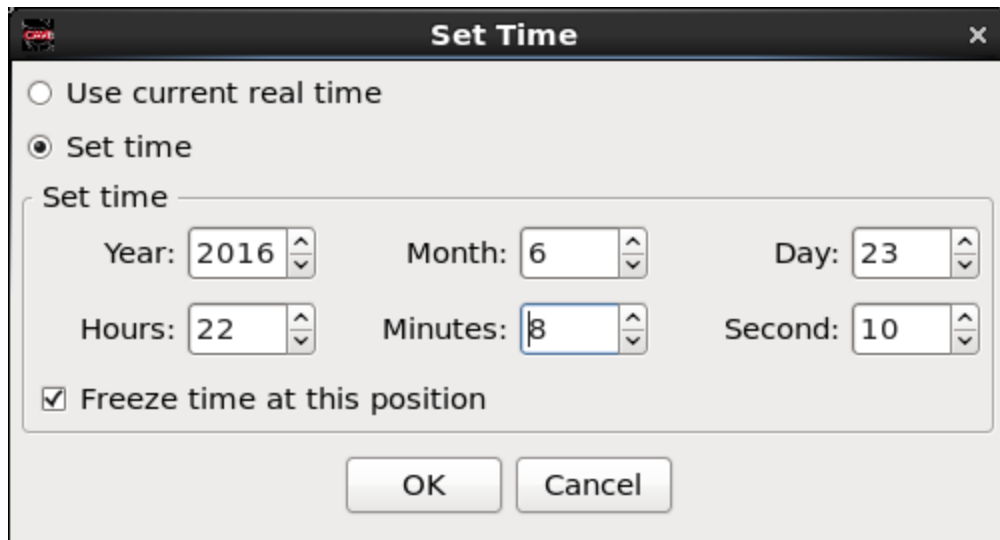 CAVE
Set Time
Use current real time
Set time
Set time
Year: 2016 Month: 6 Day: 23
Hours: 22 Minutes: 8 Second: 10
Freeze time at this position
OK Cancel